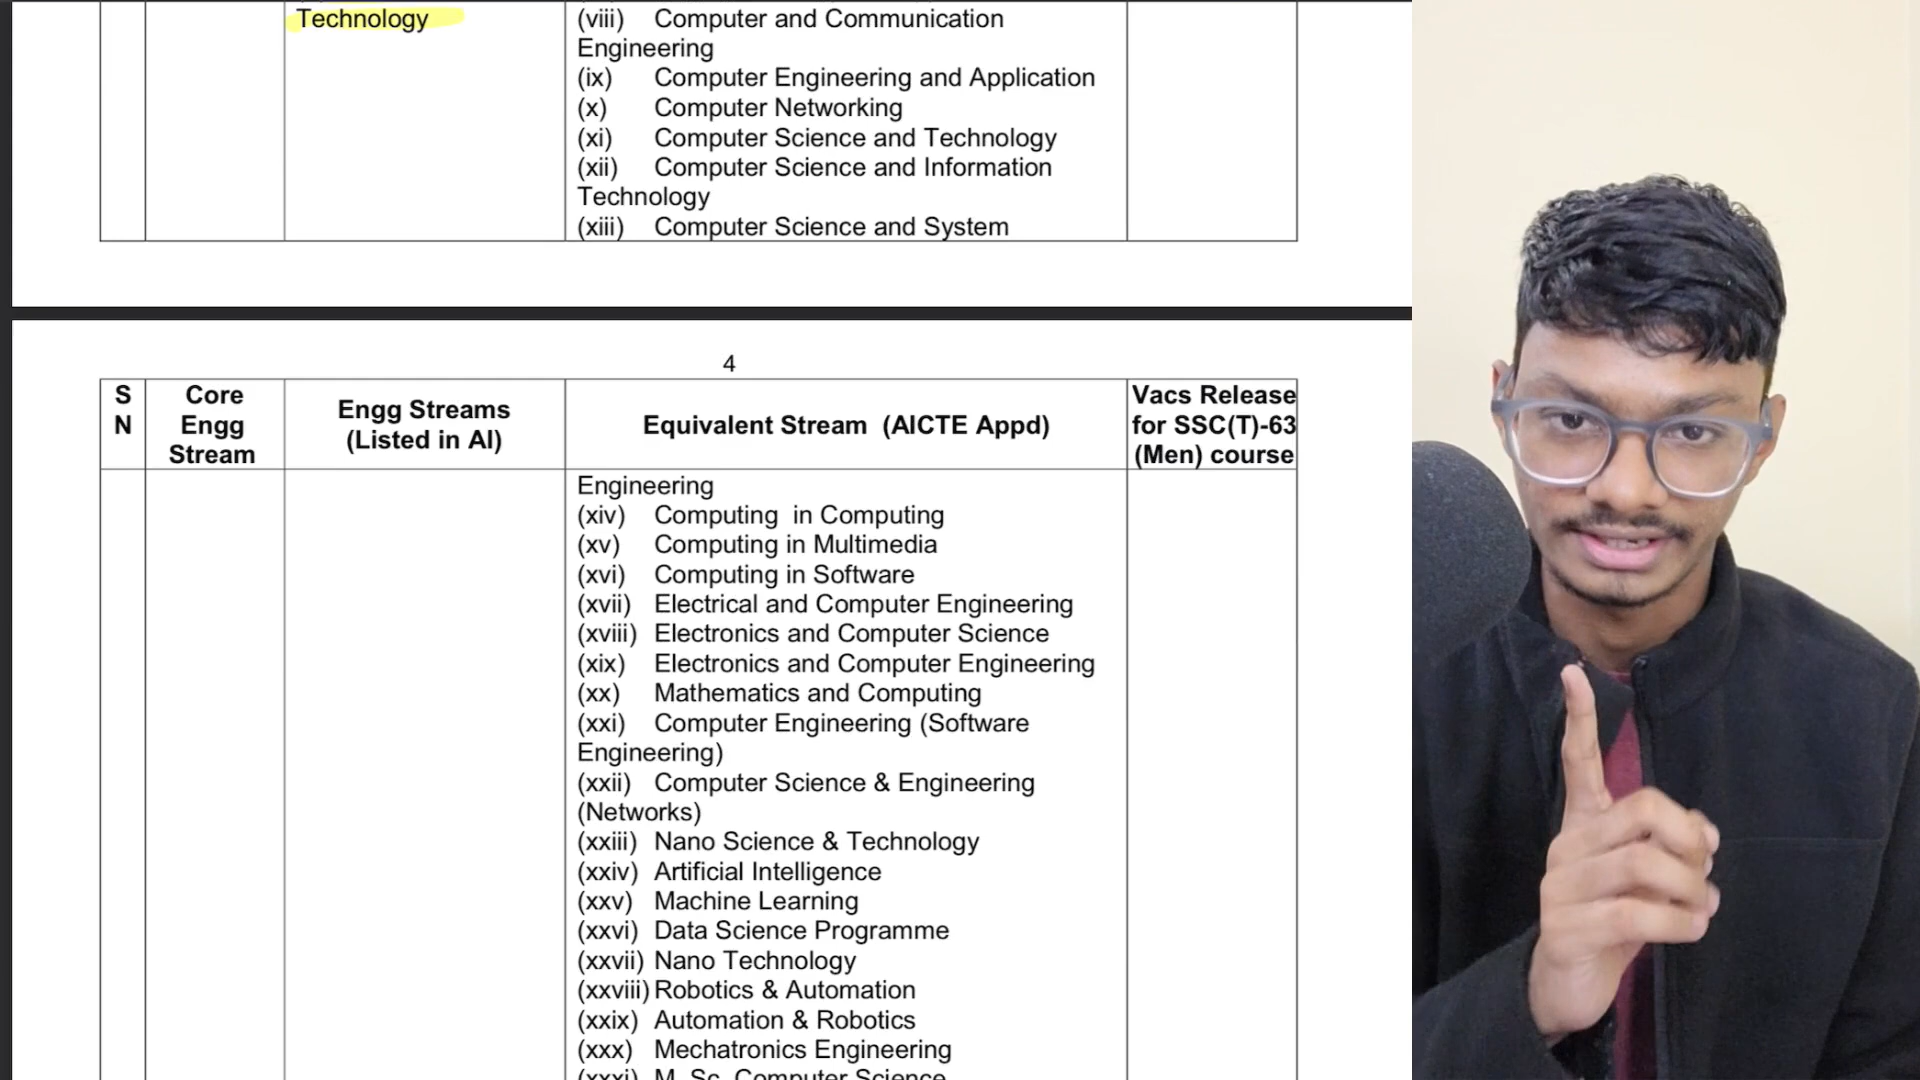 Technology
(viii) Computer and Communication
Engineering
(ix) Computer Engineering and Application
(x) Computer Networking
(xi) Computer Science and Technology
(xii) Computer Science and Information
Technology
(xiii) Computer Science and System
4
S
N
Core
Engg
Stream
Engg Streams
(Listed in AI)
Equivalent Stream (AICTE Appd)
Vacs Release
for SSC(T)-63
(Men) course
Engineering
(xiv) Computing in Computing
(xv) Computing in Multimedia
(xvi) Computing in Software
(xvii) Electrical and Computer Engineering
(xviii) Electronics and Computer Science
(xix) Electronics and Computer Engineering
(xx) Mathematics and Computing
(xxi) Computer Engineering (Software
Engineering)
(xxii) Computer Science & Engineering
(Networks)
(xxiii) Nano Science & Technology
(xxiv) Artificial Intelligence
(xxv) Machine Learning
(xxvi) Data Science Programme
(xxvii) Nano Technology
(xxviii) Robotics & Automation
(xxix) Automation & Robotics
(xxx) Mechatronics Engineering
(xxxi) M. Sc. Computer Science